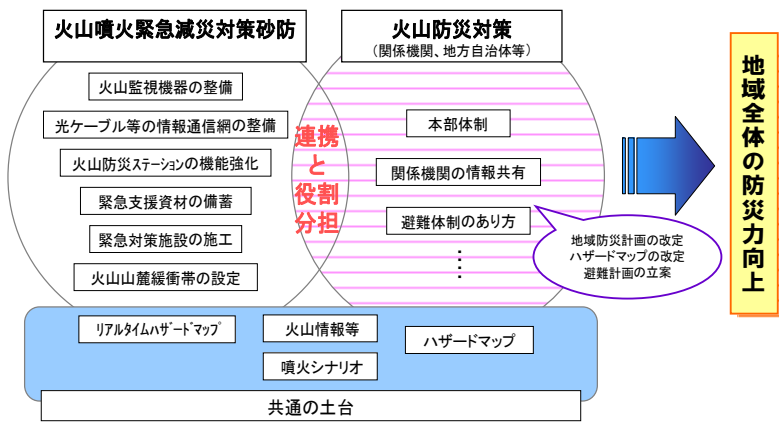 火山噴火緊急減災対策砂防
火山監視機器の整備
光ケーブル等の情報通信網の整備
火山防災ｽﾃｰｼｮﾝの機能強化
緊急支援資材の備蓄
緊急対策施設の施工
火山山麓緩衝帯の設定
連携
と
役割
分担
火山防災対策
（関係機関、地方自治体等）
本部体制
関係機関の情報共有
避難体制のあり方
地域防災計画の改定
ハザードマップの改定
避難計画の立案
ﾘｱﾙﾀｲﾑﾊｻﾞｰﾄﾞﾏｯﾌﾟ
火山情報等
噴火シナリオ
ハザードマップ
共通の土台
地域全体の防災力向上